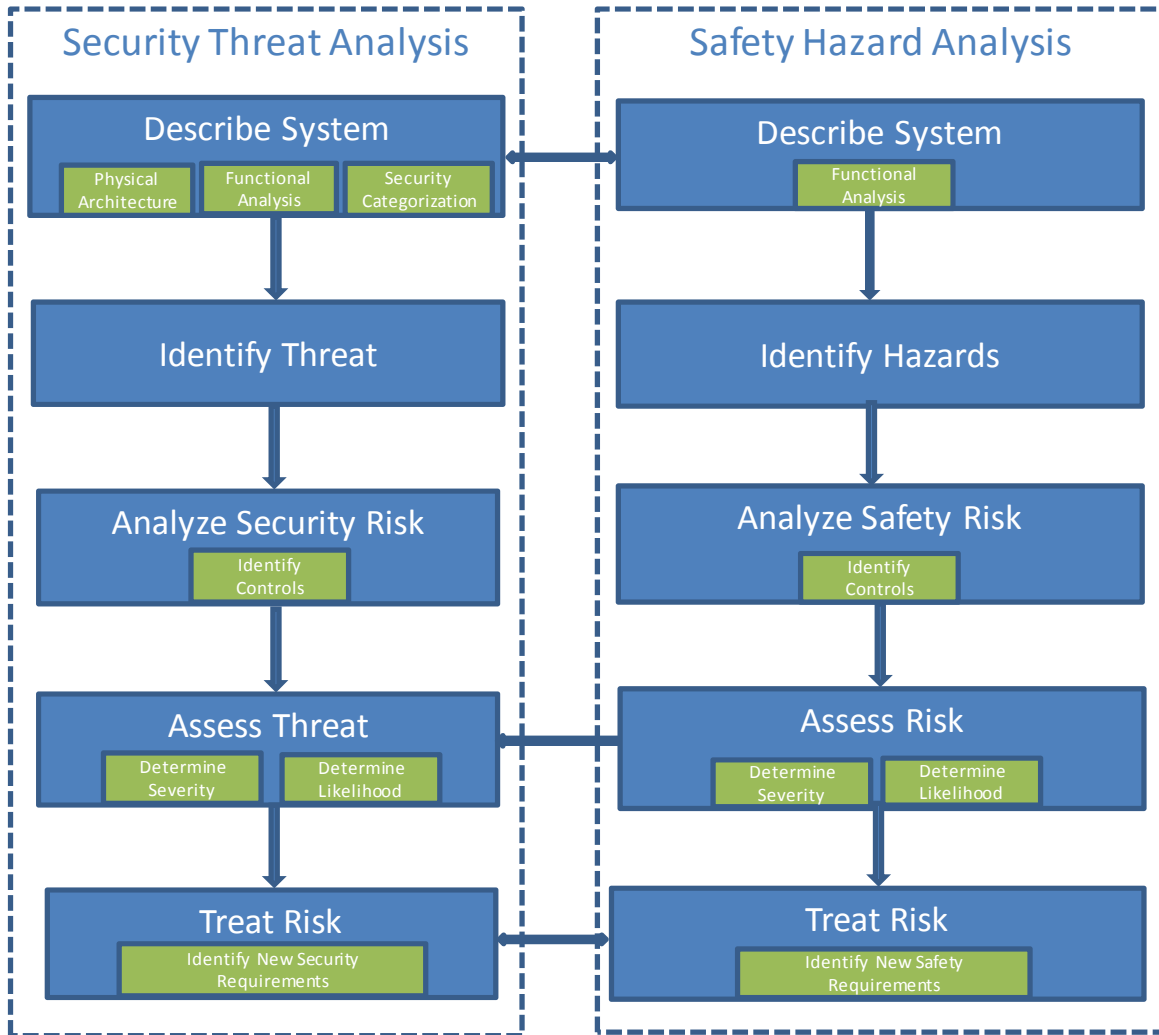 Security Threat Analysis
Describe System
Physical
Architecture
Functional
Analysis
Security
Categorization
Identify Threat
Analyze Security Risk
Identify
Controls
Assess Threat
Determine
Severity
Determine
Likelihood
Treat Risk
Identify New Security
Requirements
Safety Hazard Analysis
Describe System
Functional
Analysis
Identify Hazards
Analyze Safety Risk
Identify
Controls
Assess Risk
Determine
Severity
Determine
Likelihood
Treat Risk
Identify New Safety
Requirements